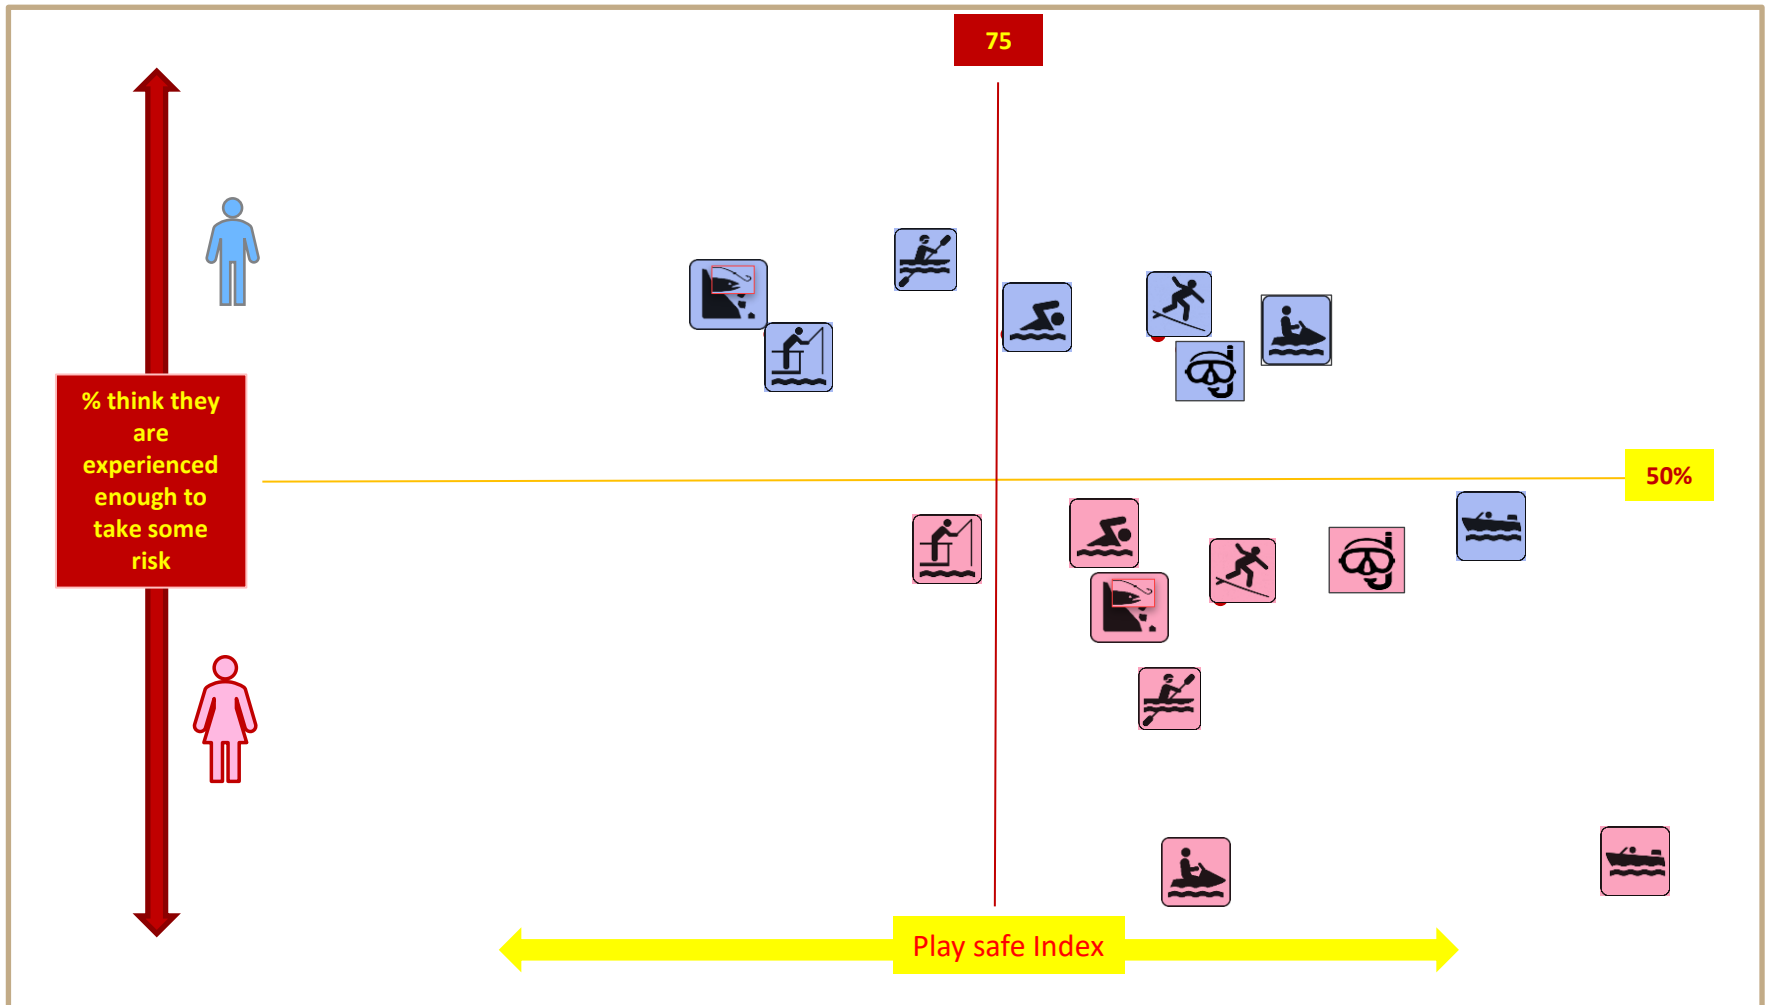 75
% think they
are
experienced
enough to
take some
risk
50%
Play safe Index